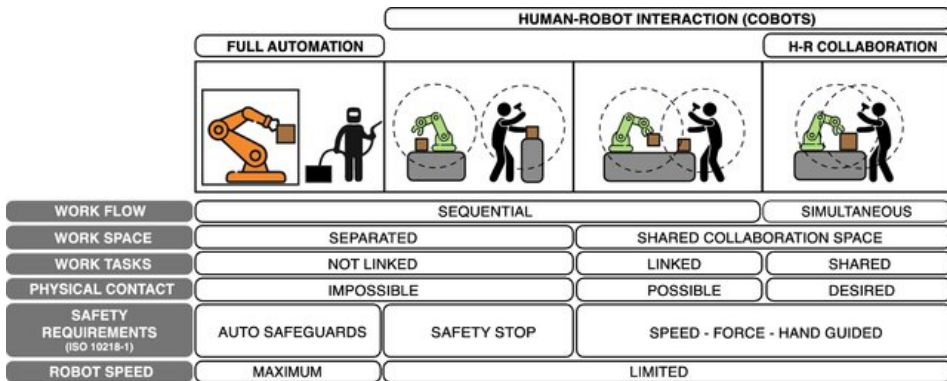 HUMAN-ROBOT INTERACTION (COBOTS)
FULL AUTOMATION
H-R COLLABORATION
WORK FLOW
SEQUENTIAL
SIMULTANEOUS
WORK SPACE
SEPARATED
SHARED COLLABORATION SPACE
WORK TASKS
NOT LINKED
LINKED
SHARED
PHYSICAL CONTACT
IMPOSSIBLE
POSSIBLE
DESIRED
SAFETY
REQUIREMENTS
(ISO 10218-1)
AUTO SAFEGUARDS
SAFETY STOP
SPEED - FORCE - HAND GUIDED
ROBOT SPEED
MAXIMUM
LIMITED